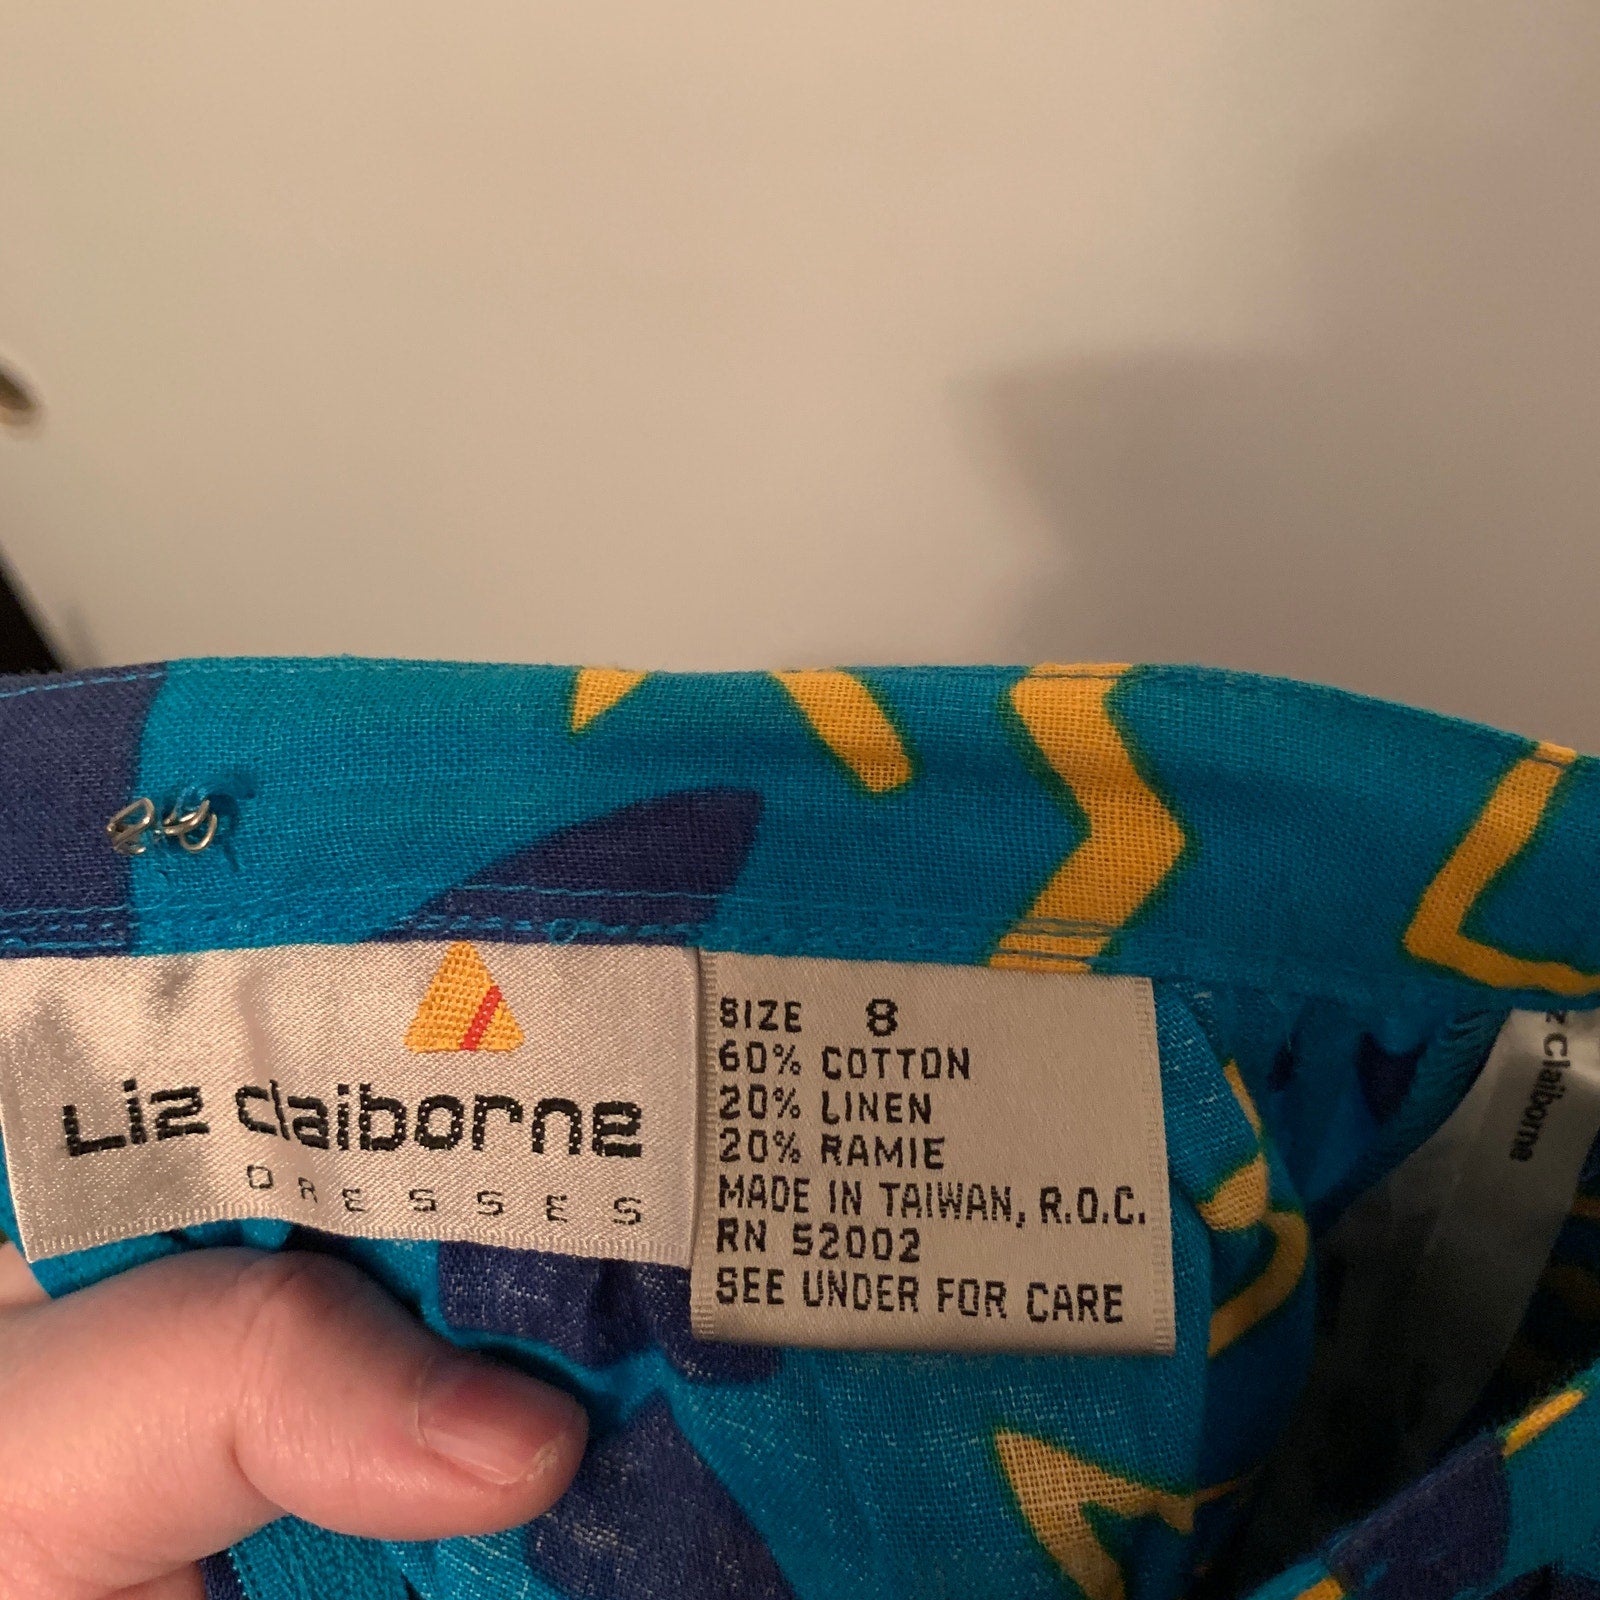 Liz claiborne
DRESSES
SIZE 8
60% COTTON
20% LINEN
20% RAMIE
MADE IN TAIWAN, R.O.C.
RN 52002
SEE UNDER FOR CARE
z Claiborne